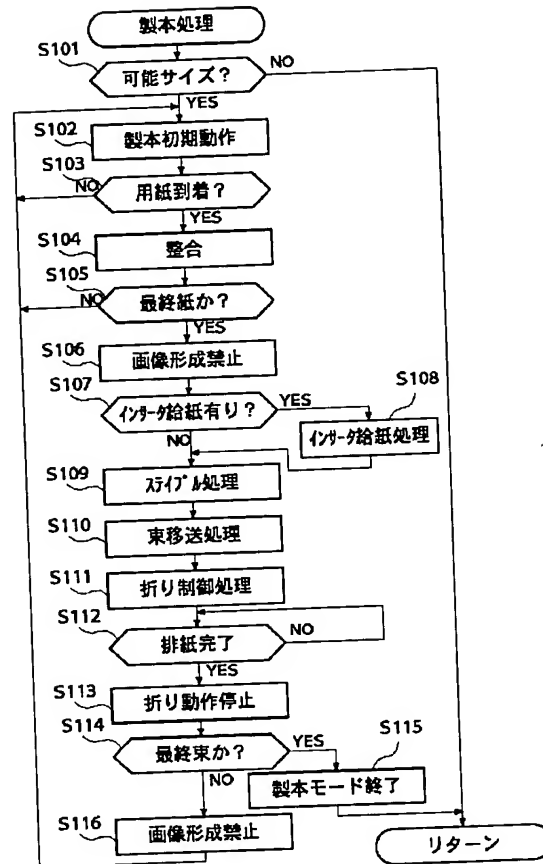 製本処理
S101
可能サイズ?
NO
YES
S102
製本初期動作
S103
NO
用紙到着?
YES
S104
整合
S105
NO
最終紙か?
YES
S106
画像形成禁止
S107
インサータ給紙有り?
YES
S108
NO
インサータ給紙処理
S109
ステイプル処理
S110
束移送処理
S111
折り制御処理
S112
排紙完了
NO
YES
S113
折り動作停止
S114
最終束か?
YES
S115
NO
製本モード終了
S116
画像形成禁止
リターン